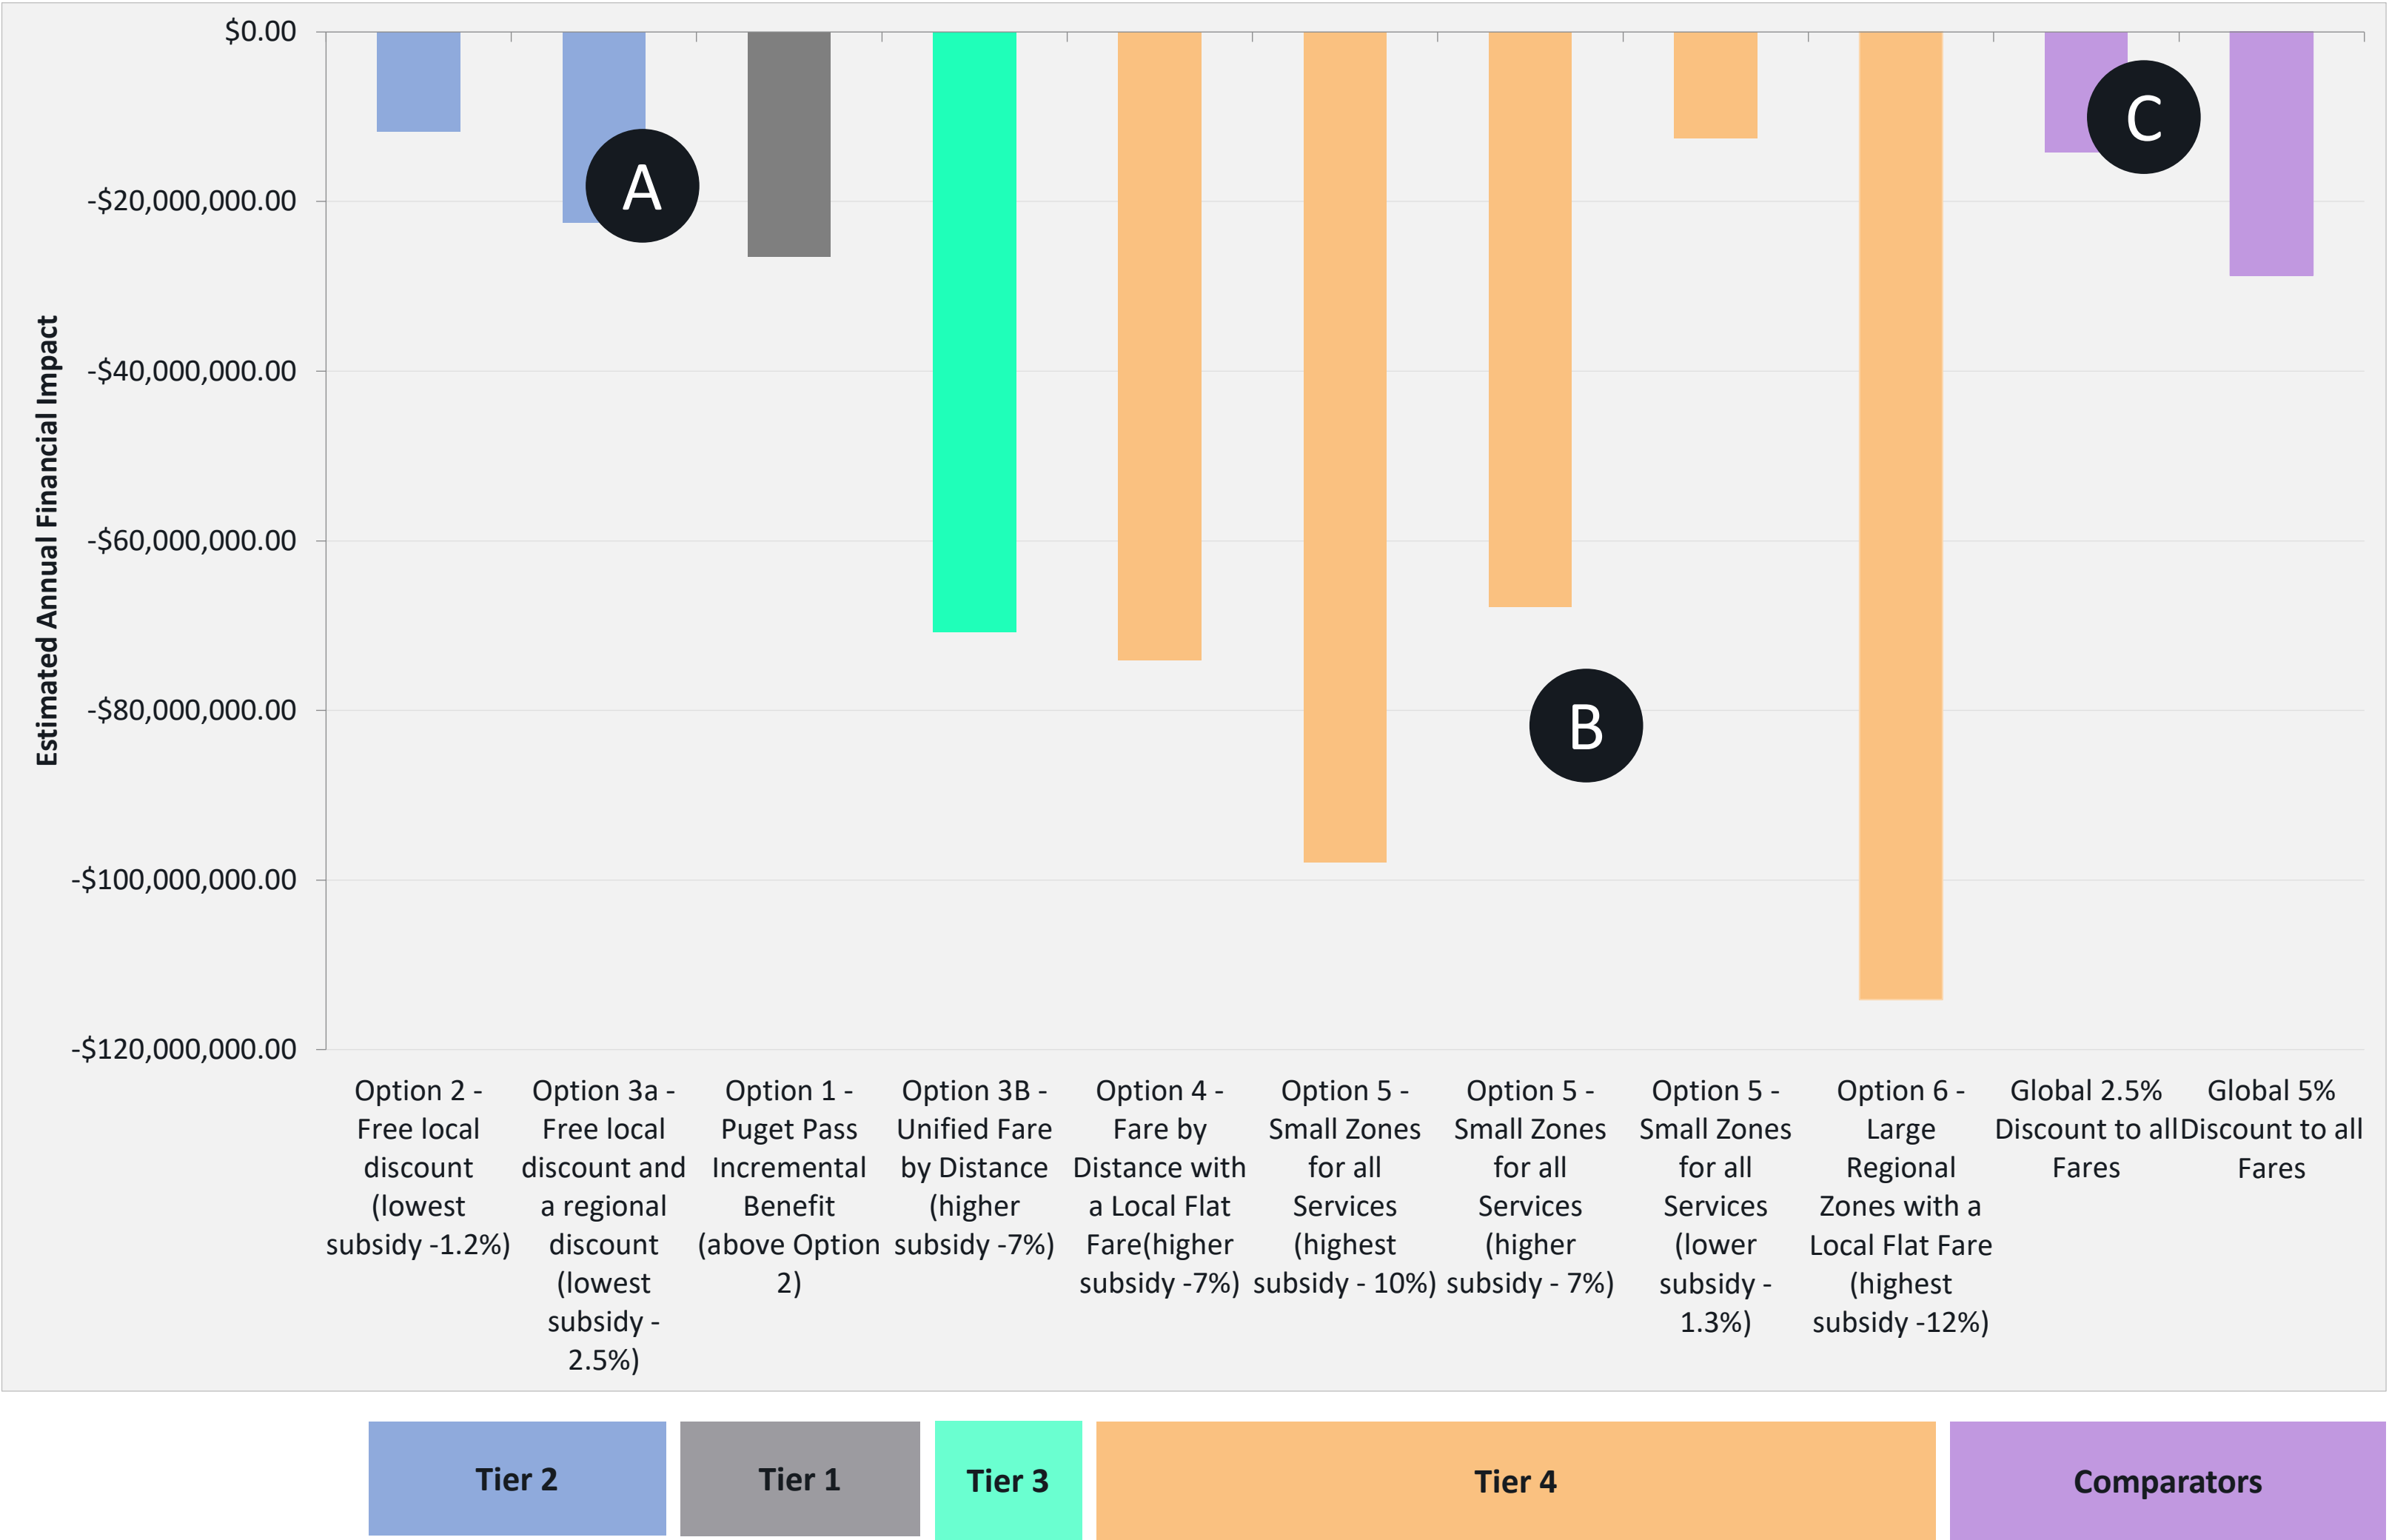 $0.00
-$20,000,000.00
-$40,000,000.00
-$60,000,000.00
-$80,000,000.00
-$100,000,000.00
-$120,000,000.00
Estimated Annual Financial Impact
A
B
C
Option 2 -
Free local
discount
(lowest
subsidy -1.2%)
Option 3a -
Free local
discount and
a regional
discount
(lowest
subsidy -
2.5%)
Option 1 -
Puget Pass
Incremental
Benefit
(above Option
2)
Option 3B -
Unified Fare
by Distance
(higher
subsidy -7%)
Option 4 -
Fare by
Distance with
a Local Flat
Fare(higher
subsidy -7%)
Option 5 -
Small Zones
for all
Services
(highest
subsidy - 10%)
Option 5 -
Small Zones
for all
Services
(higher
subsidy - 7%)
Option 5 -
Small Zones
for all
Services
(lower
subsidy -
1.3%)
Option 6 -
Large
Regional
Zones with a
Local Flat Fare
(highest
subsidy -12%)
Global 2.5%
Discount to all
Fares
Global 5%
Discount to all
Fares
Tier 2
Tier 1
Tier 3
Tier 4
Comparators